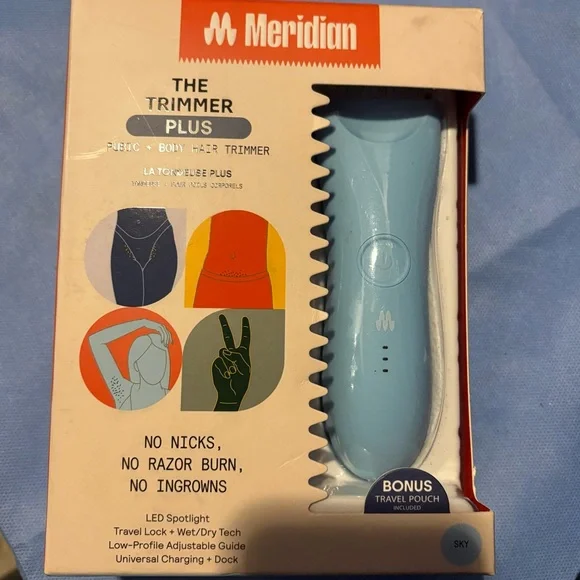 Meridian
THE
TRIMMER
PLUS
PUBIC + BODY HAIR TRIMMER
LA TONDEUSE PLUS
CORPORELS
NO NICKS,
NO RAZOR BURN,
NO INGROWNS
LED Spotlight
Travel Lock + Wet/Dry Tech
Low-Profile Adjustable Guide
Universal Charging + Dock
BONUS
TRAVEL POUCH
INCLUDED
SKY